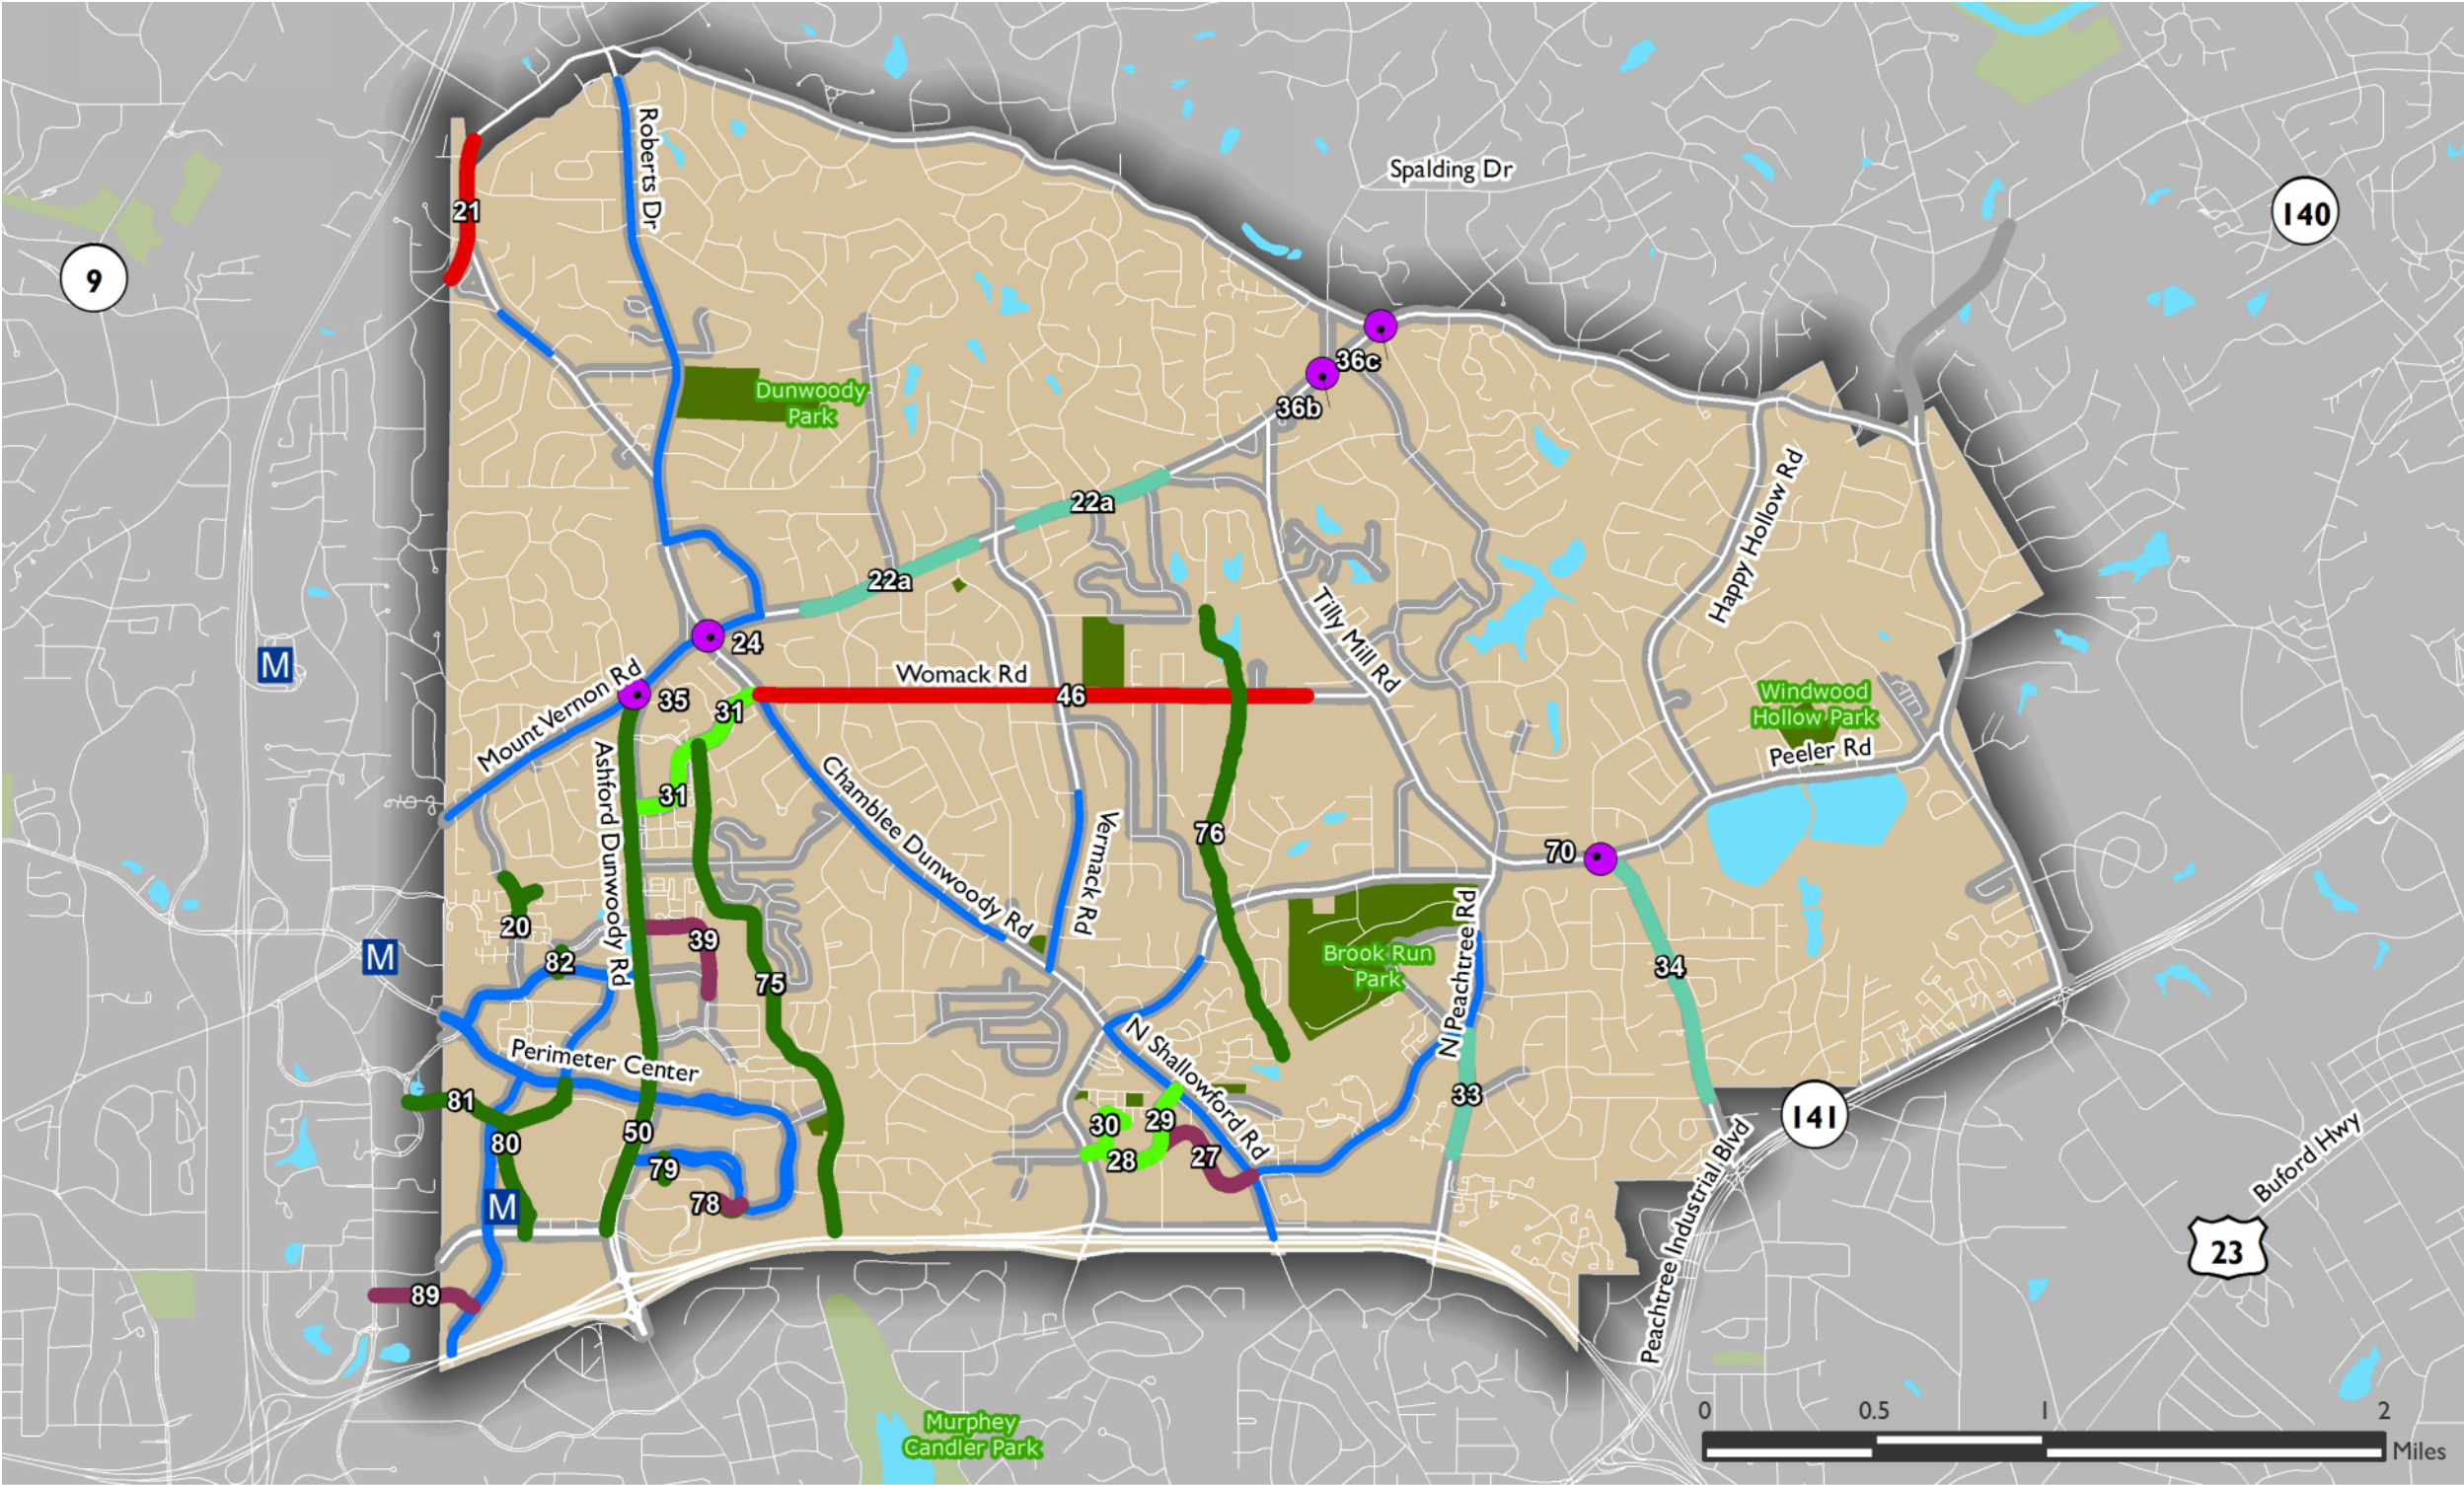 Roberts Dr
Spalding Dr
140
21
9
36c
Dunwoody
Park
36b
22a
Happy Hollow Rd
22a
Tilly Mill Rd
24
M
Womack Rd
Mount Vernon Rd
35
46
31
Windwood
Hollow Park
Peeler Rd
31
Ashford Dunwoody Rd
Chamblee Dunwoody Rd
Vermack Rd
76
70
20
39
M
82
N Peachtree Rd
Brook Run
Park
34
75
Perimeter Center
N Shallowford Rd
81
33
141
50
80
30
29
28
27
79
Peachtree Industrial Blvd
Buford Hwy
M
78
23
89
Murphey
Candler Park
0 0.5 1 2
Miles